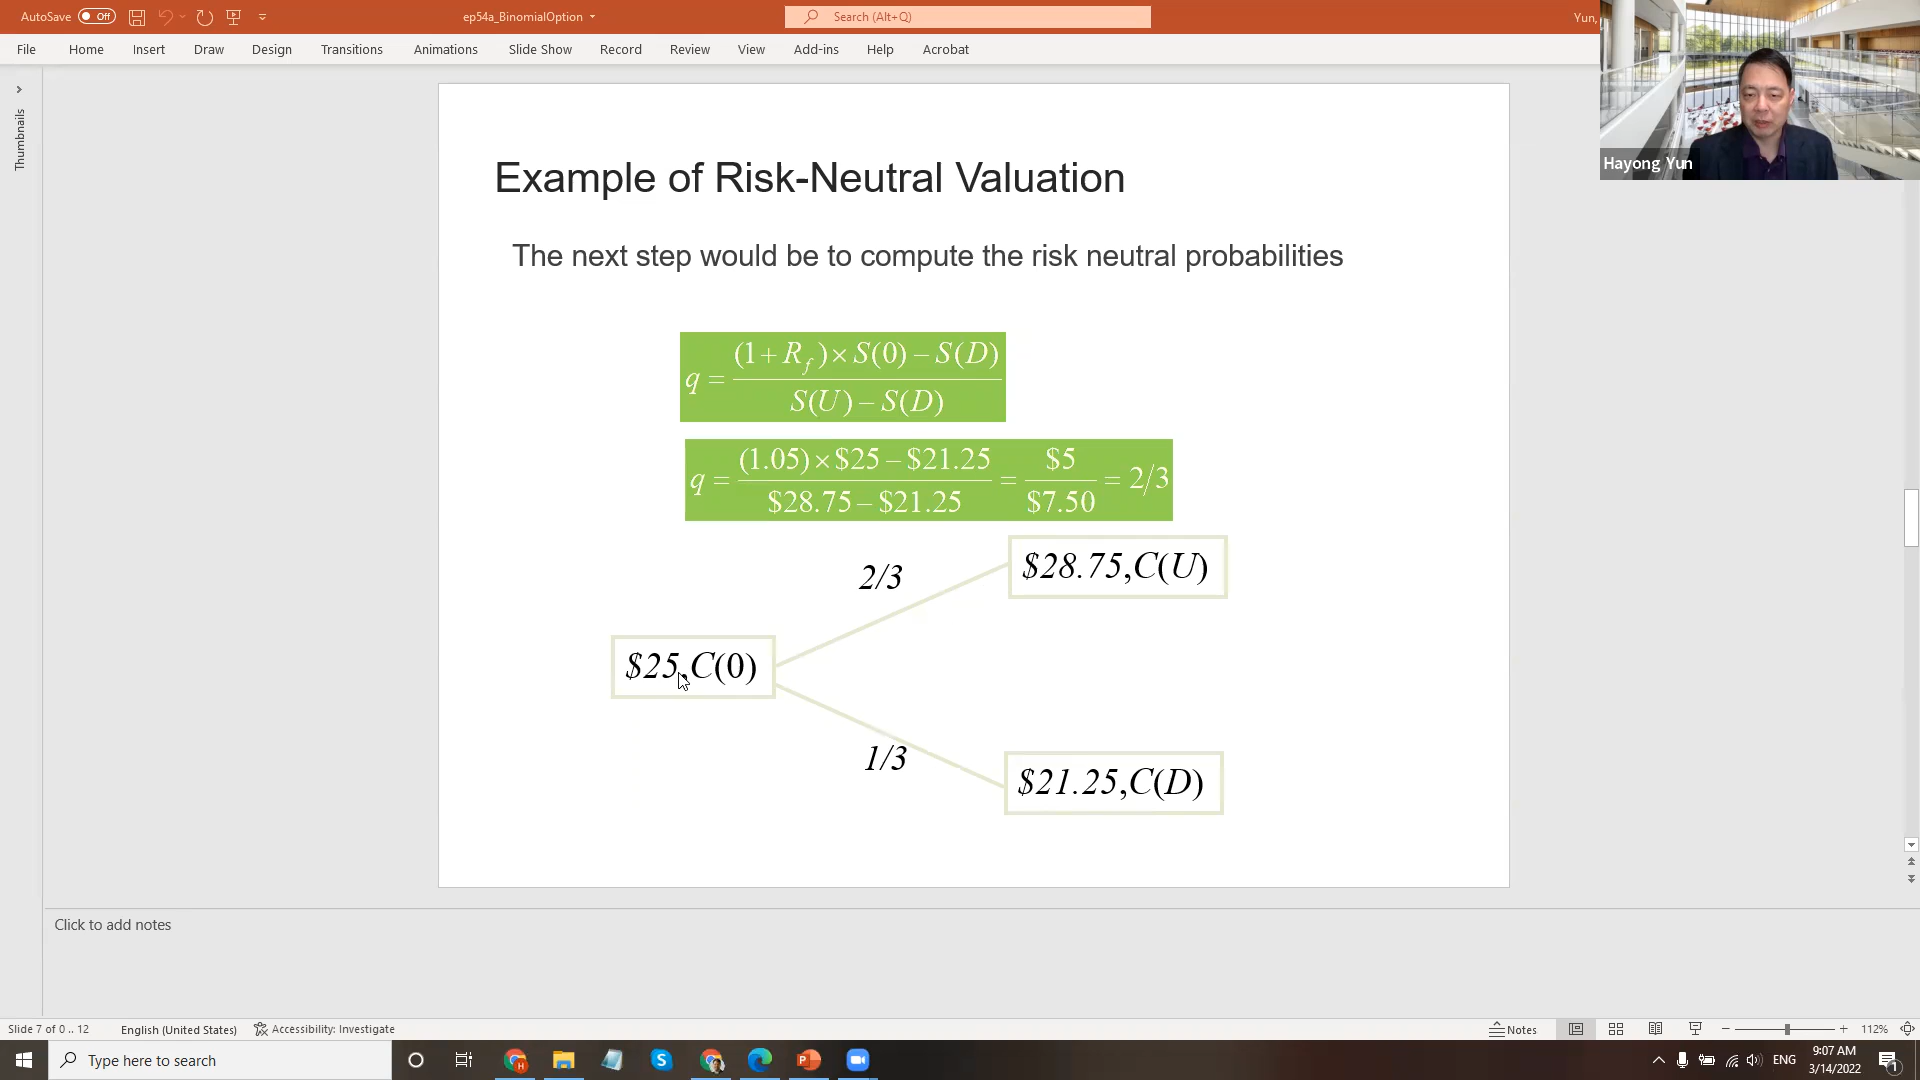 AutoSave Off ep54a_BinomialOption Search (Alt+Q) Yun,
File Home Insert Draw Design Transitions Animations Slide Show Record Review View Add-ins Help Acrobat
Hayong Yun
Thumbnails
Example of Risk-Neutral Valuation
The next step would be to compute the risk neutral probabilities
q = ((1 + R_f) × S(0) − S(D)) / (S(U) − S(D))
q = ((1.05) × $25 − $21.25) / ($28.75 − $21.25) = $5 / $7.50 = 2/3
2/3
$28.75,C(U)
$25,C(0)
1/3
$21.25,C(D)
Click to add notes
Slide 7 of 0 .. 12 English (United States) Accessibility: Investigate Notes 112%
Type here to search ENG 9:07 AM
3/14/2022